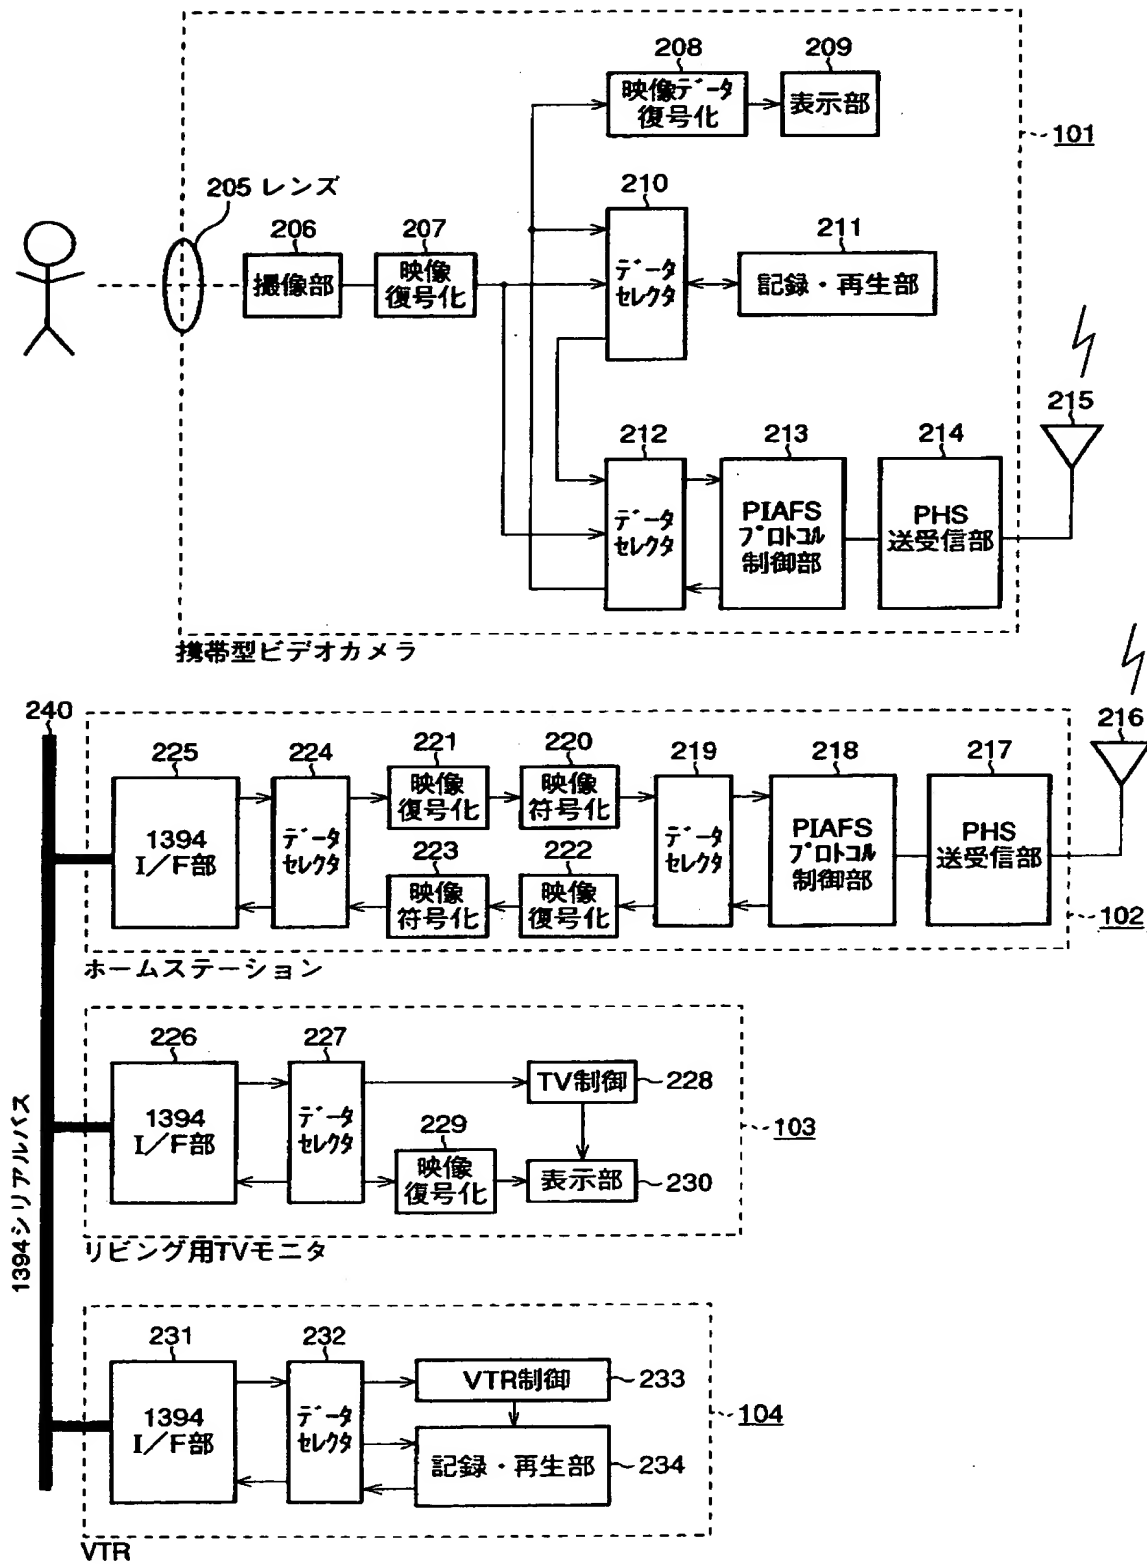 208
209
映像データ
復号化
表示部
101
205 レンズ
210
206
207
211
撮像部
映像
復号化
データ
セレクタ
記録・再生部
215
212
213
214
データ
セレクタ
PIAFS
プロトコル
制御部
PHS
送受信部
携帯型ビデオカメラ
240
216
225
224
221
220
219
218
217
映像
復号化
映像
符号化
1394
I/F部
データ
セレクタ
データ
セレクタ
PIAFS
プロトコル
制御部
PHS
送受信部
223
222
映像
符号化
映像
復号化
102
ホームステーション
226
227
TV制御
228
1394
I/F部
データ
セレクタ
229
103
映像
復号化
表示部
230
リビング用TVモニタ
1394シリアルバス
231
232
VTR制御
233
1394
I/F部
データ
セレクタ
104
記録・再生部
234
VTR